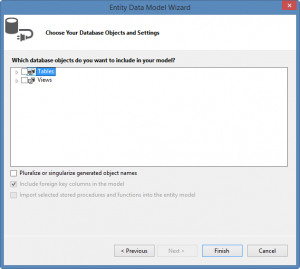 Entity Data Model Wizard
Choose Your Database Objects and Settings
Which database objects do you want to include in your model?
Tables
Views
Pluralize or singularize generated object names
Include foreign key columns in the model
Import selected stored procedures and functions into the entity model
< Previous
Next >
Finish
Cancel